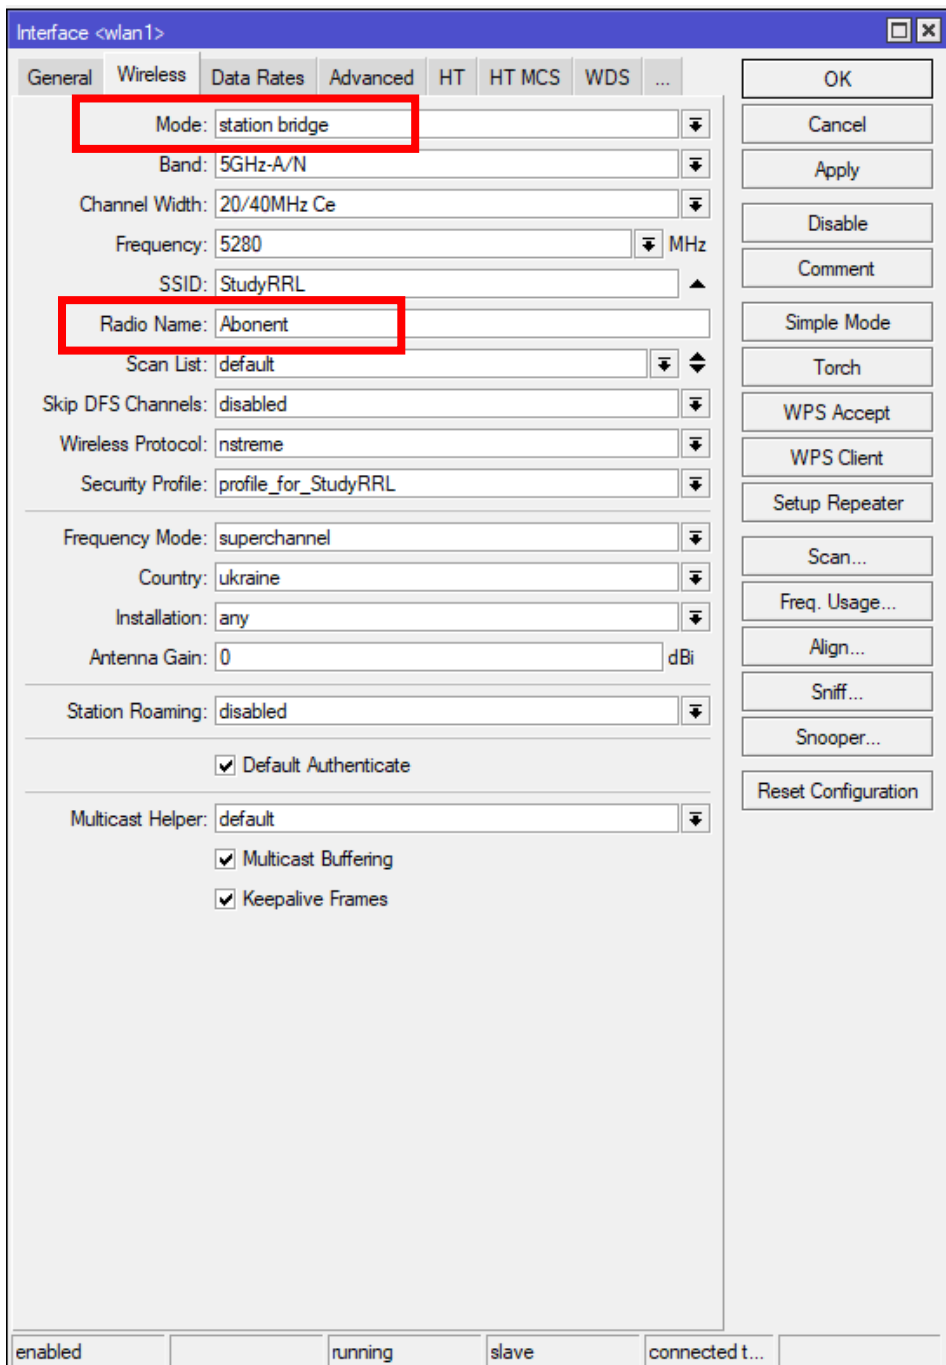 Interface <wlan1>
General Wireless Data Rates Advanced HT HT MCS WDS ...
Mode: station bridge
Band: 5GHz-A/N
Channel Width: 20/40MHz Ce
Frequency: 5280 MHz
SSID: StudyRRL
Radio Name: Abonent
Scan List: default
Skip DFS Channels: disabled
Wireless Protocol: nstreme
Security Profile: profile_for_StudyRRL
Frequency Mode: superchannel
Country: ukraine
Installation: any
Antenna Gain: 0 dBi
Station Roaming: disabled
Default Authenticate
Multicast Helper: default
Multicast Buffering
Keepalive Frames
OK
Cancel
Apply
Disable
Comment
Simple Mode
Torch
WPS Accept
WPS Client
Setup Repeater
Scan...
Freq. Usage...
Align...
Sniff...
Snooper...
Reset Configuration
enabled running slave connected t...